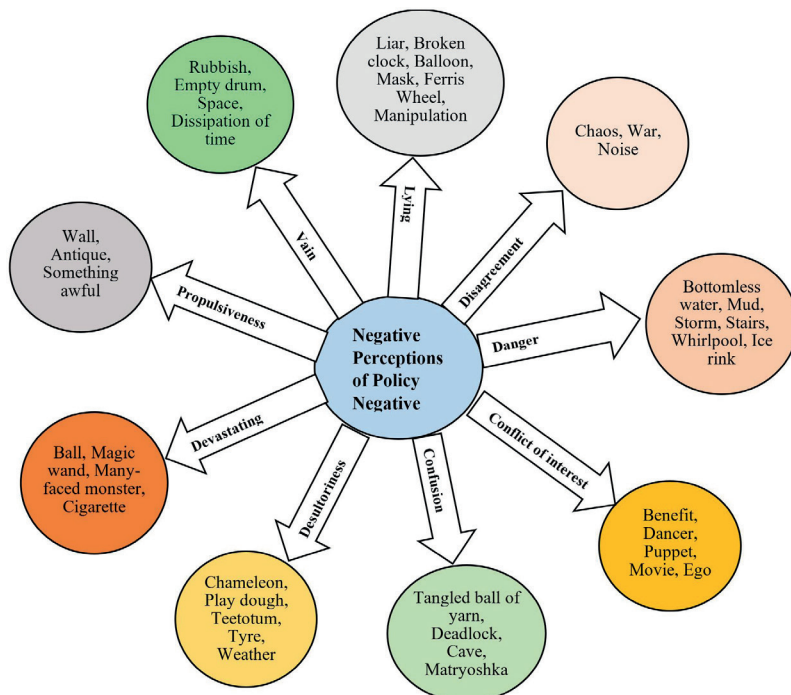 Liar, Broken
clock, Balloon,
Mask, Ferris
Wheel,
Manipulation
Rubbish,
Empty drum,
Space,
Dissipation of
time
Chaos, War,
Noise
Lying
Vain
Disagreement
Wall,
Antique,
Something
awful
Propulsiveness
Bottomless
water, Mud,
Storm, Stairs,
Whirlpool, Ice
rink
Danger
Negative
Perceptions
of Policy
Negative
Devastating
Ball, Magic
wand, Many-
faced monster,
Cigarette
Desultoriness
Confusion
Conflict of interest
Benefit,
Dancer,
Puppet,
Movie, Ego
Chameleon,
Play dough,
Teetotum,
Tyre,
Weather
Tangled ball of
yarn,
Deadlock,
Cave,
Matryoshka